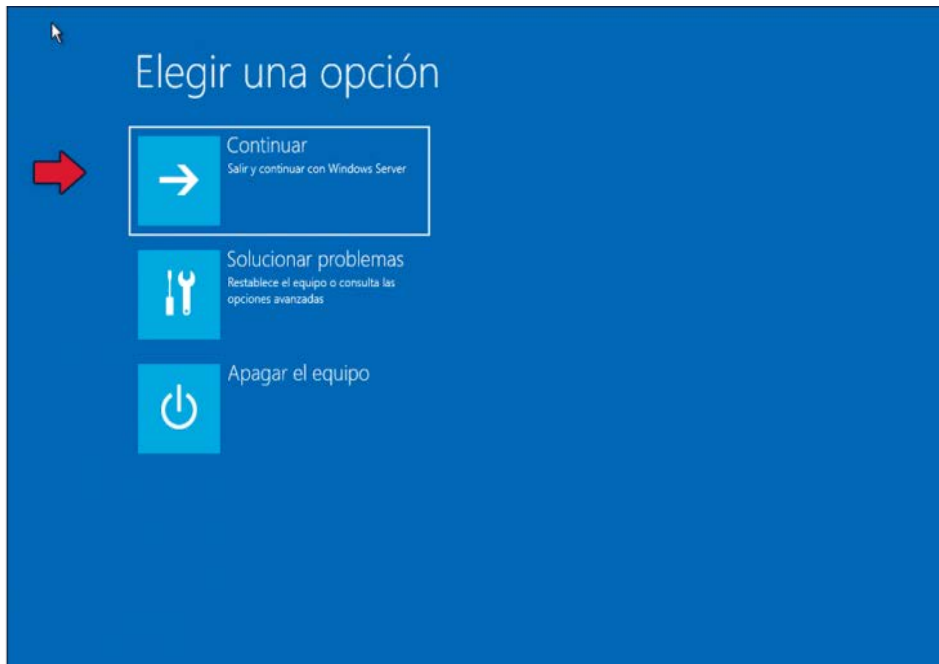 Elegir una opción
Continuar
Salir y continuar con Windows Server
Solucionar problemas
Restablece el equipo o consulta las
opciones avanzadas
Apagar el equipo